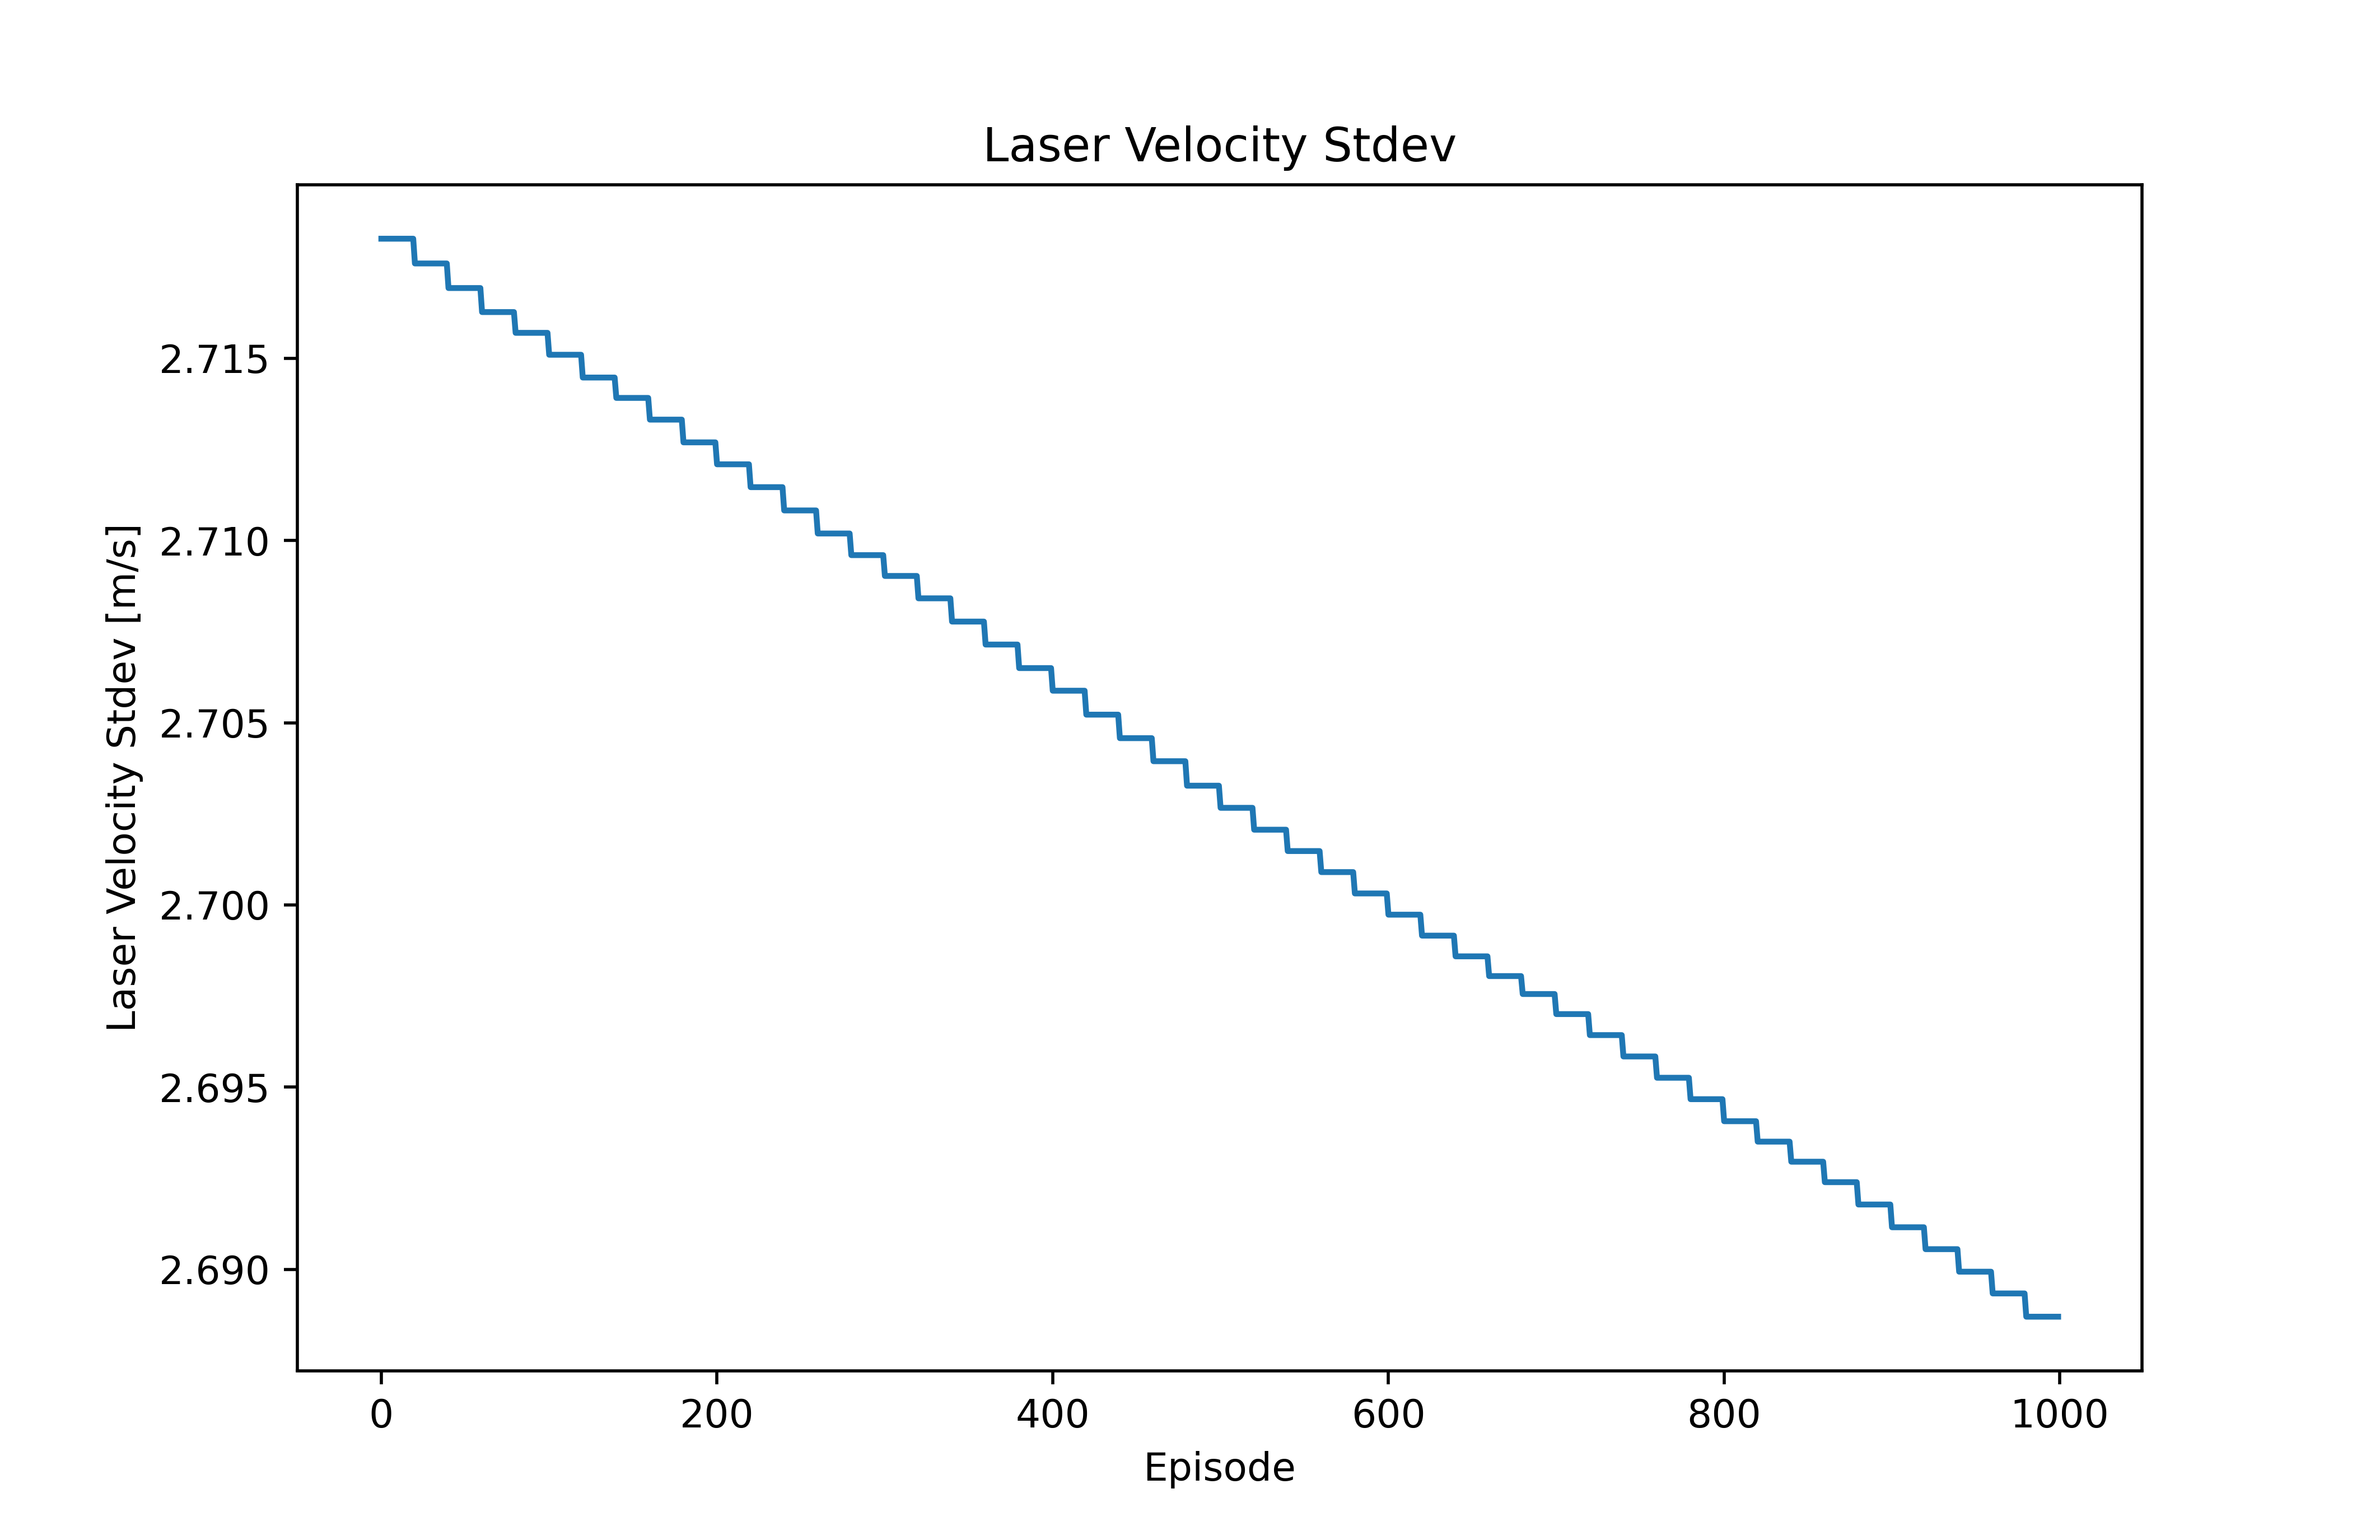 Laser Velocity Stdev
Laser Velocity Stdev [m/s]
2.715
2.710
2.705
2.700
2.695
2.690
0 200 400 600 800 1000
Episode